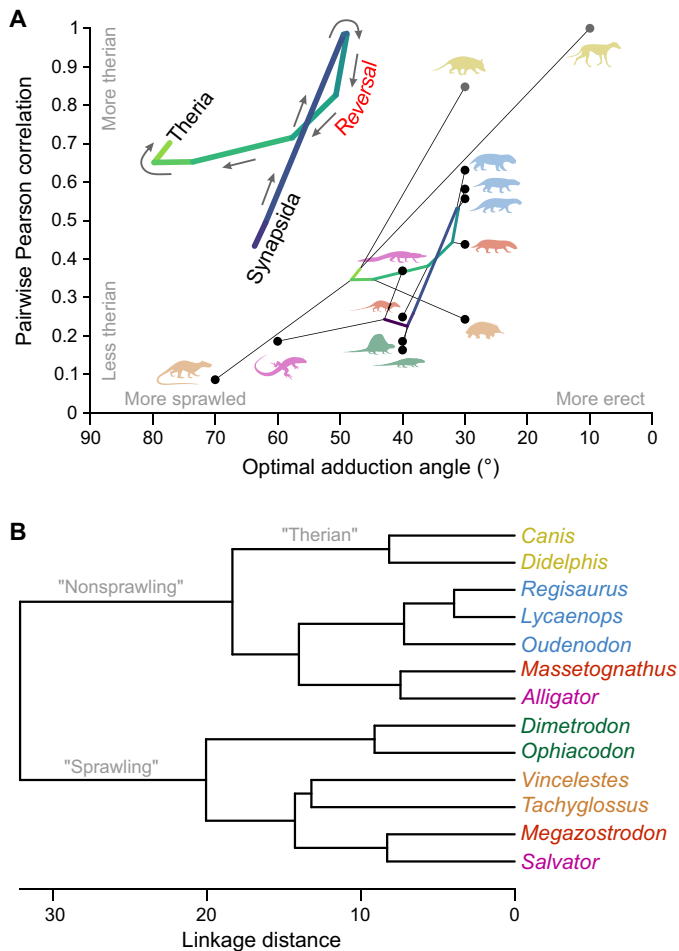 A
Pairwise Pearson correlation
More therian
Less therian
1
0.9
0.8
0.7
0.6
0.5
0.4
0.3
0.2
0.1
0
Theria
Synapsida
Reversal
More sprawled
More erect
90 80 70 60 50 40 30 20 10 0
Optimal adduction angle (°)
B
"Therian"
"Nonsprawling"
"Sprawling"
Canis
Didelphis
Regisaurus
Lycaenops
Oudenodon
Massetognathus
Alligator
Dimetrodon
Ophiacodon
Vincelestes
Tachyglossus
Megazostrodon
Salvator
30 20 10 0
Linkage distance